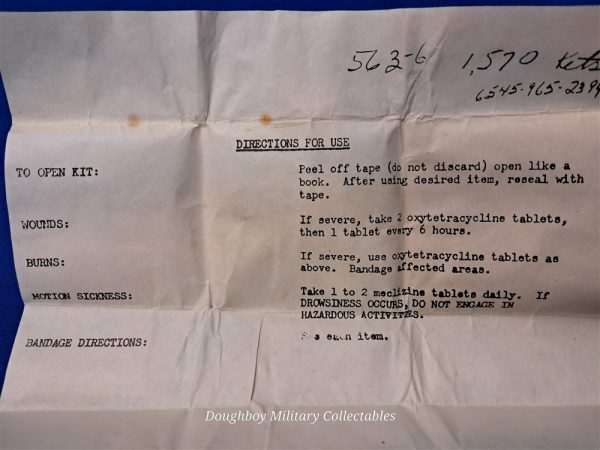 563-6 1,570 Kets
6545-965-2394
DIRECTIONS FOR USE
TO OPEN KIT: Peel off tape (do not discard) open like a
book. After using desired item, reseal with
tape.
WOUNDS: If severe, take 2 oxytetracycline tablets,
then 1 tablet every 6 hours.
BURNS: If severe, use oxytetracycline tablets as
above. Bandage affected areas.
MOTION SICKNESS: Take 1 to 2 meclizine tablets daily. If
DROWSINESS OCCURS, DO NOT ENGAGE IN
HAZARDOUS ACTIVITIES.
BANDAGE DIRECTIONS: See each item.
Doughboy Military Collectables